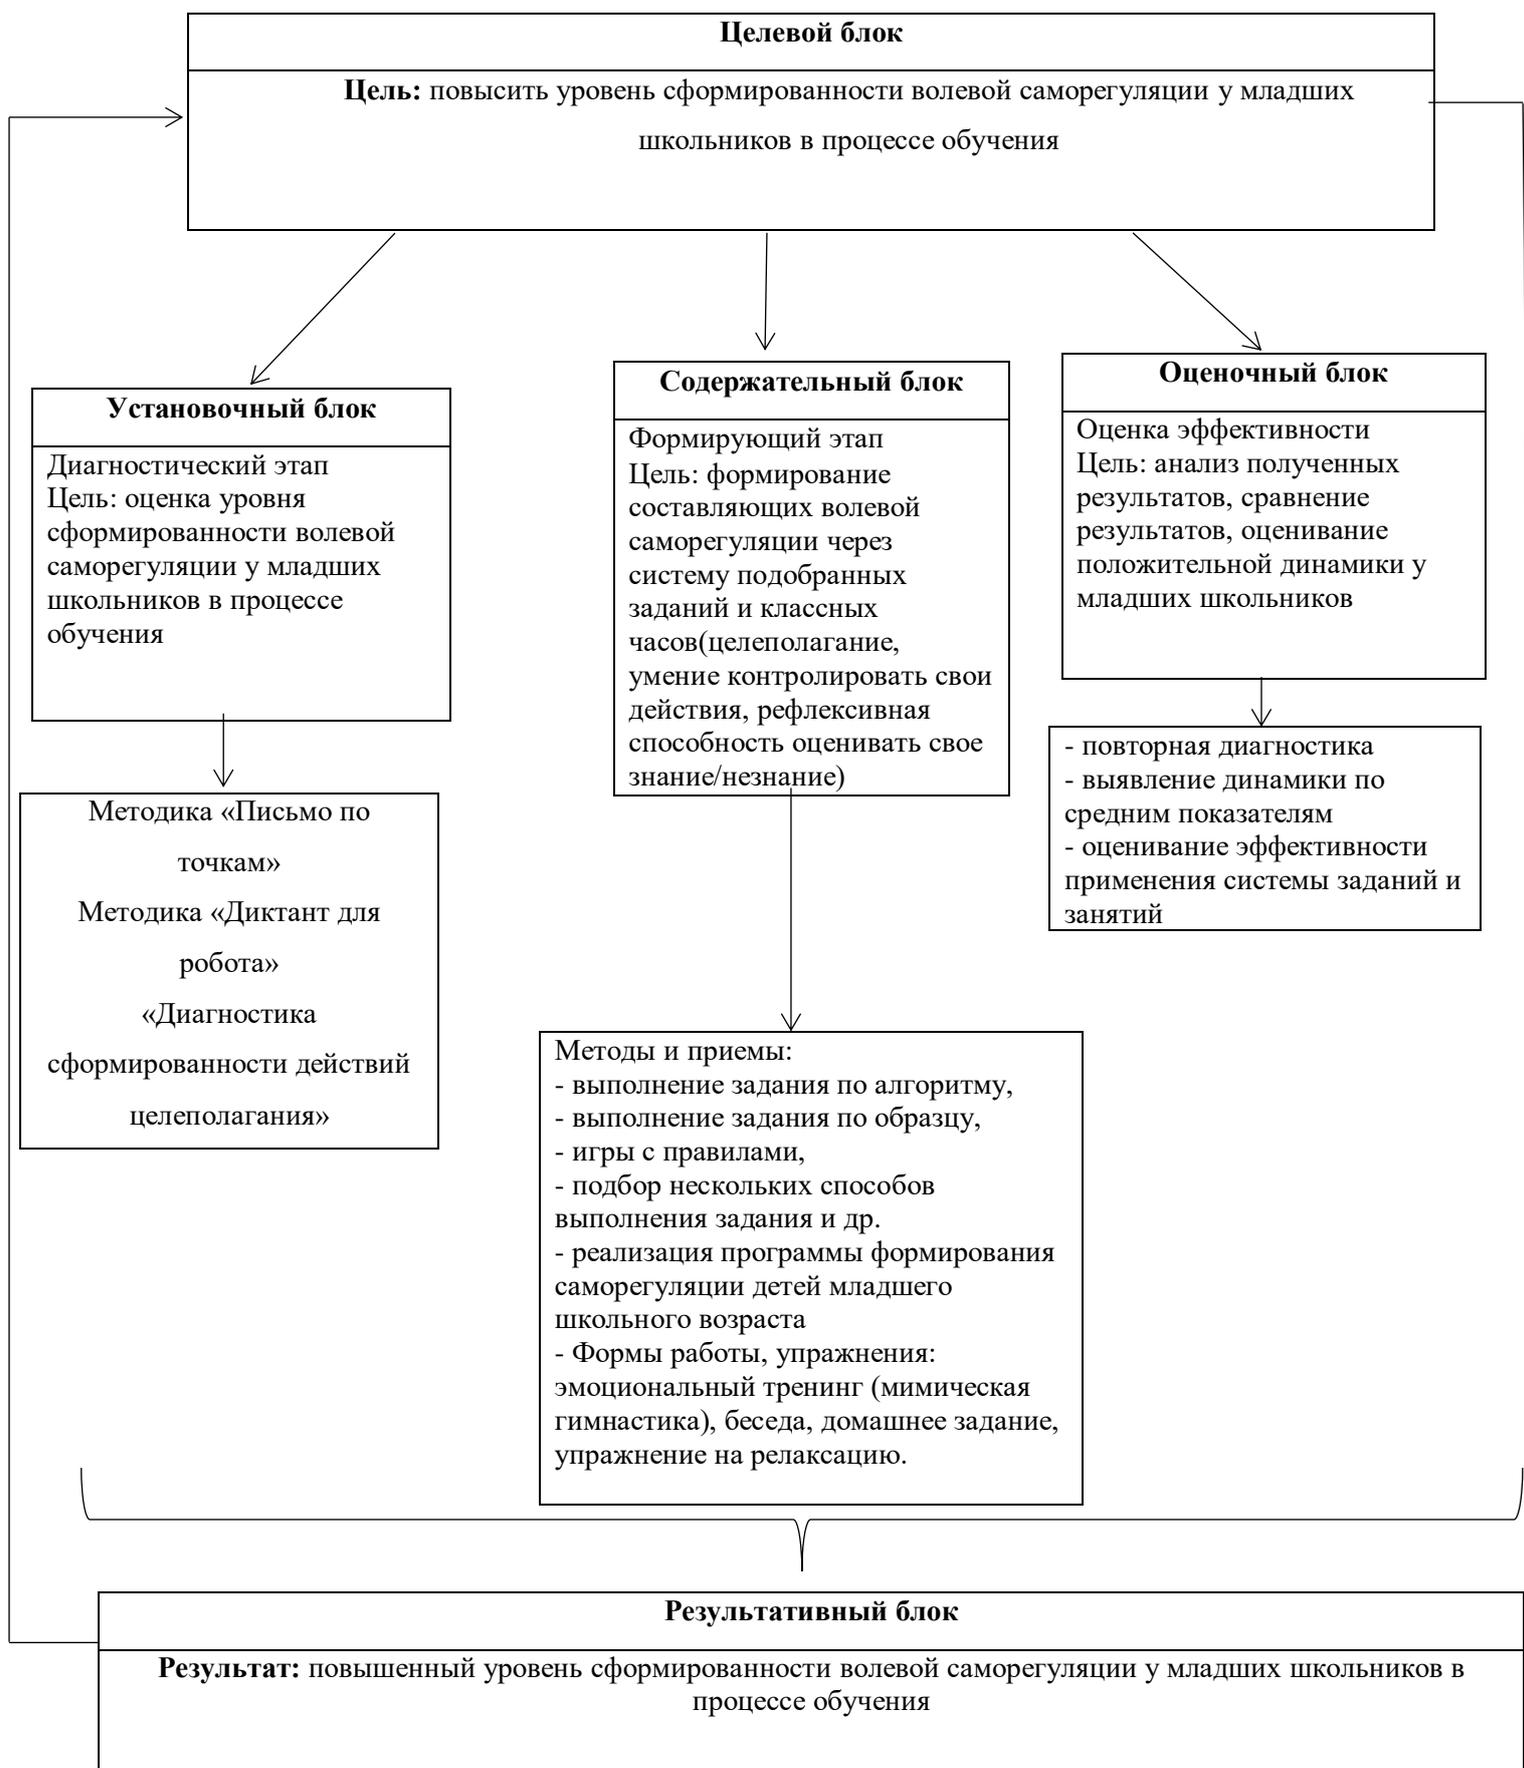 Целевой блок
Цель: повысить уровень сформированности волевой саморегуляции у младших
школьников в процессе обучения
Установочный блок
Диагностический этап
Цель: оценка уровня
сформированности волевой
саморегуляции у младших
школьников в процессе
обучения
Методика «Письмо по
точкам»
Методика «Диктант для
робота»
«Диагностика
сформированности действий
целеполагания»
Содержательный блок
Формирующий этап
Цель: формирование
составляющих волевой
саморегуляции через
систему подобранных
заданий и классных
часов(целеполагание,
умение контролировать свои
действия, рефлексивная
способность оценивать свое
знание/незнание)
Методы и приемы:
- выполнение задания по алгоритму,
- выполнение задания по образцу,
- игры с правилами,
- подбор нескольких способов
выполнения задания и др.
- реализация программы формирования
саморегуляции детей младшего
школьного возраста
- Формы работы, упражнения:
эмоциональный тренинг (мимическая
гимнастика), беседа, домашнее задание,
упражнение на релаксацию.
Оценочный блок
Оценка эффективности
Цель: анализ полученных
результатов, сравнение
результатов, оценивание
положительной динамики у
младших школьников
- повторная диагностика
- выявление динамики по
средним показателям
- оценивание эффективности
применения системы заданий и
занятий
Результативный блок
Результат: повышенный уровень сформированности волевой саморегуляции у младших школьников в
процессе обучения